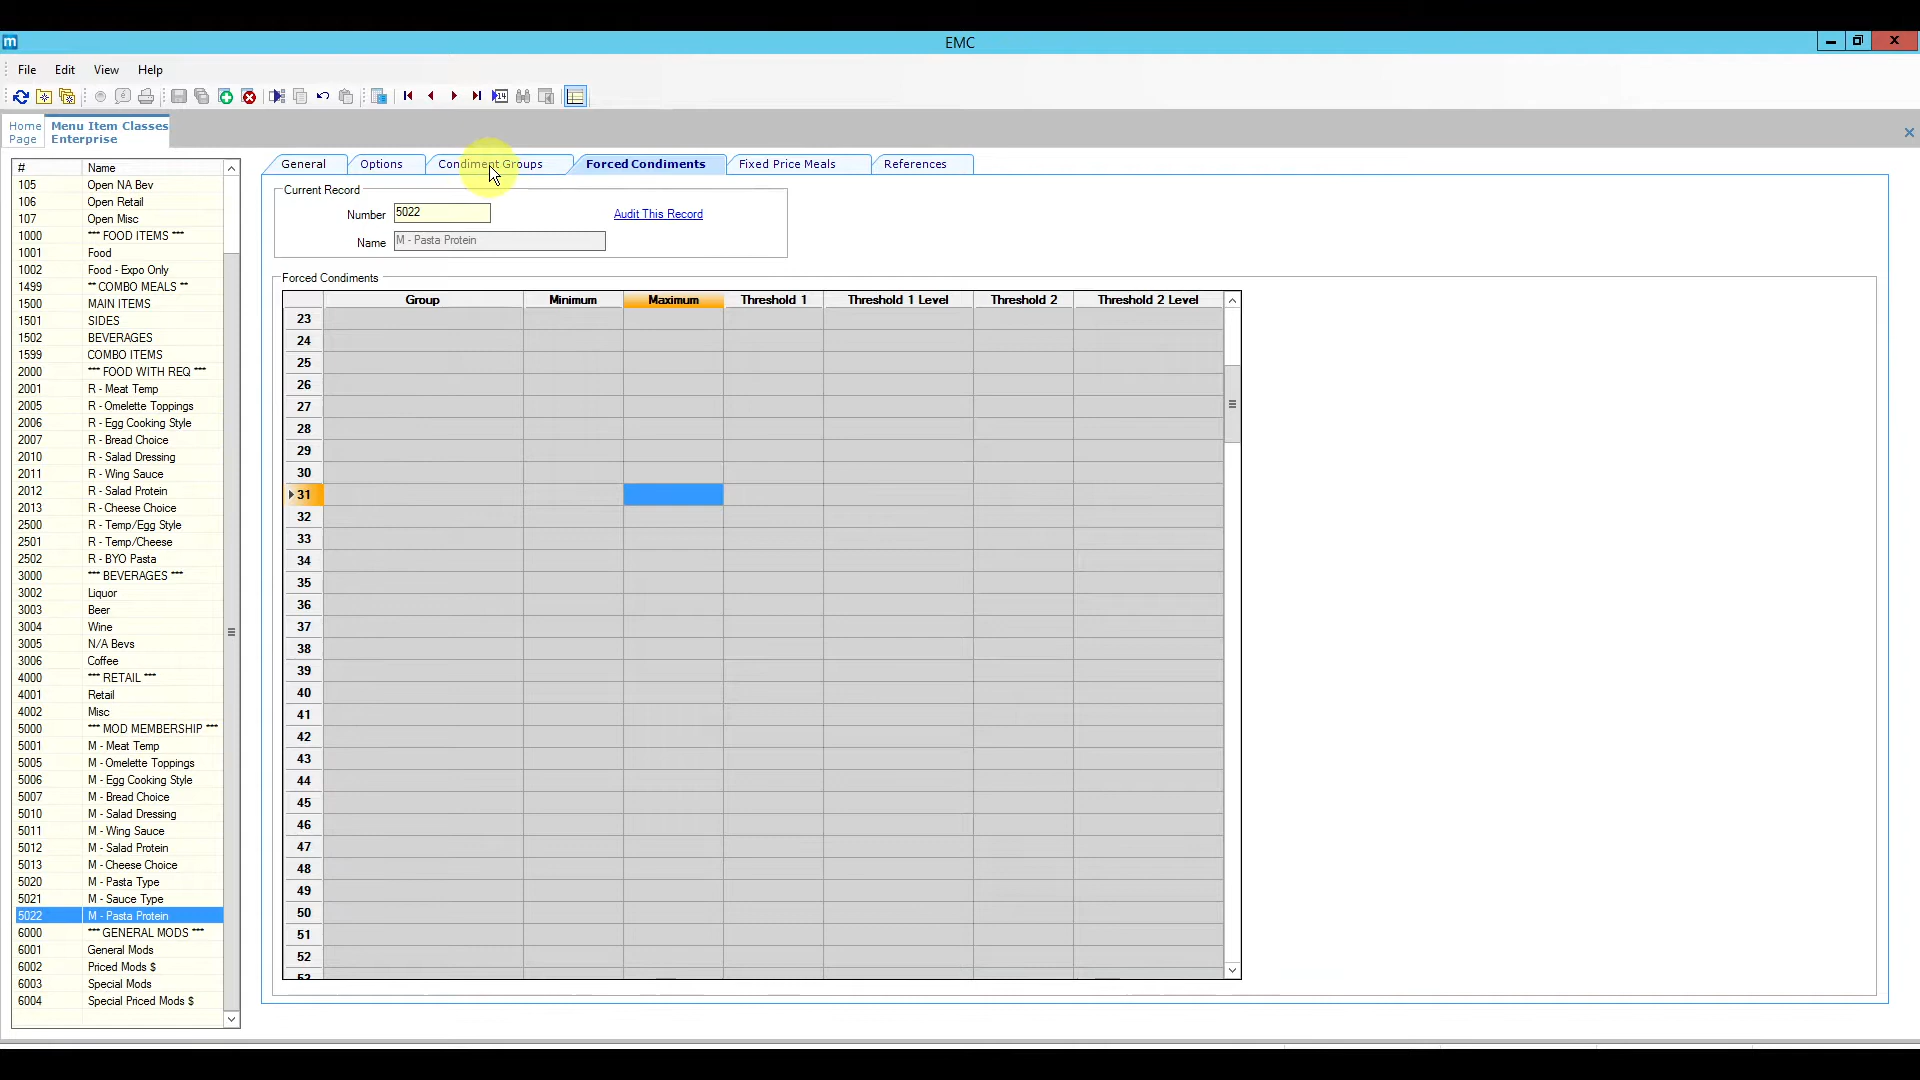 EMC
File Edit View Help
Home Page
Menu Item Classes Enterprise
# Name
105 Open NA Bev
106 Open Retail
107 Open Misc
1000 *** FOOD ITEMS ***
1001 Food
1002 Food - Expo Only
1499 ** COMBO MEALS **
1500 MAIN ITEMS
1501 SIDES
1502 BEVERAGES
1599 COMBO ITEMS
2000 *** FOOD WITH REQ ***
2001 R - Meat Temp
2005 R - Omelette Toppings
2006 R - Egg Cooking Style
2007 R - Bread Choice
2010 R - Salad Dressing
2011 R - Wing Sauce
2012 R - Salad Protein
2013 R - Cheese Choice
2500 R - Temp/Egg Style
2501 R - Temp/Cheese
2502 R - BYO Pasta
3000 *** BEVERAGES ***
3002 Liquor
3003 Beer
3004 Wine
3005 N/A Bevs
3006 Coffee
4000 *** RETAIL ***
4001 Retail
4002 Misc
5000 *** MOD MEMBERSHIP ***
5001 M - Meat Temp
5005 M - Omelette Toppings
5006 M - Egg Cooking Style
5007 M - Bread Choice
5010 M - Salad Dressing
5011 M - Wing Sauce
5012 M - Salad Protein
5013 M - Cheese Choice
5020 M - Pasta Type
5021 M - Sauce Type
5022 M - Pasta Protein
6000 *** GENERAL MODS ***
6001 General Mods
6002 Priced Mods $
6003 Special Mods
6004 Special Priced Mods $
General Options Condiment Groups Forced Condiments Fixed Price Meals References
Current Record
Number 5022 Audit This Record
Name M - Pasta Protein
Forced Condiments
Group Minimum Maximum Threshold 1 Threshold 1 Level Threshold 2 Threshold 2 Level
23
24
25
26
27
28
29
30
31
32
33
34
35
36
37
38
39
40
41
42
43
44
45
46
47
48
49
50
51
52
53